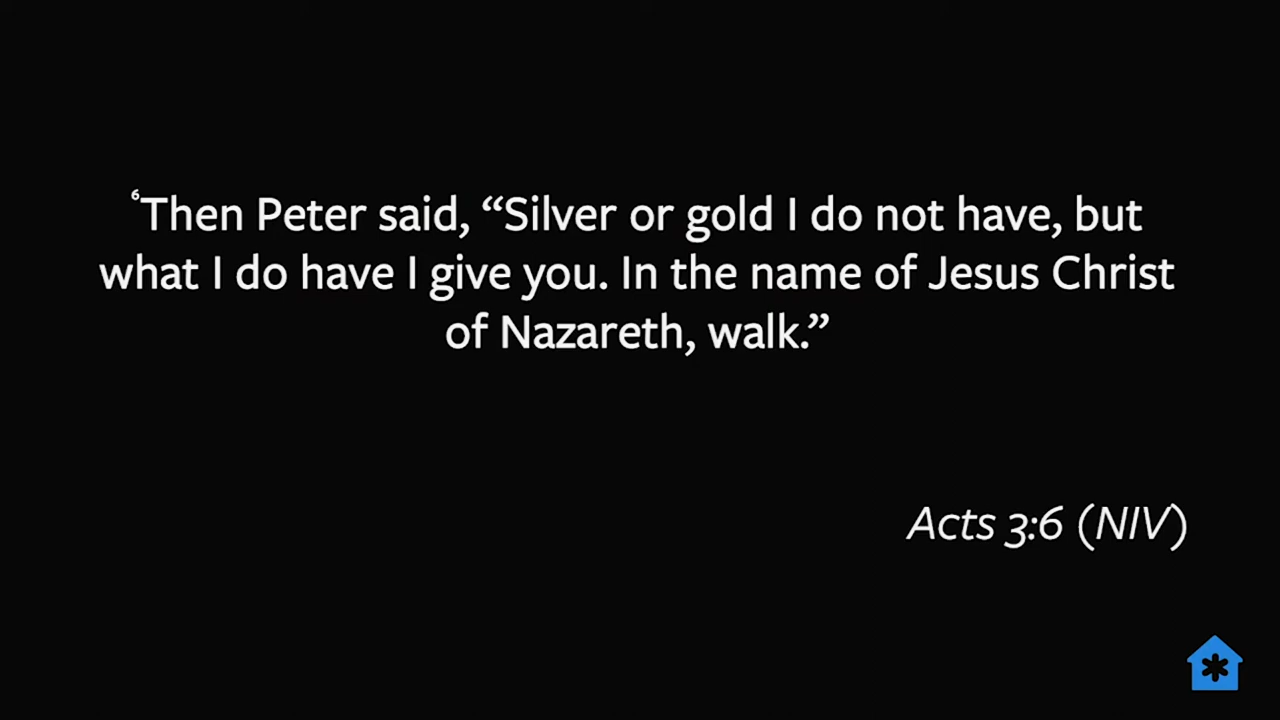 ⁶Then Peter said, “Silver or gold I do not have, but
what I do have I give you. In the name of Jesus Christ
of Nazareth, walk.”
Acts 3:6 (NIV)